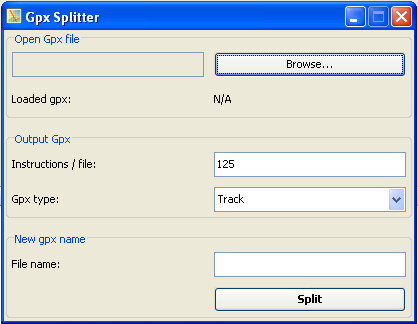 Gpx Splitter
Open Gpx file
Browse...
Loaded gpx: N/A
Output Gpx
Instructions / file: 125
Gpx type: Track
New gpx name
File name:
Split